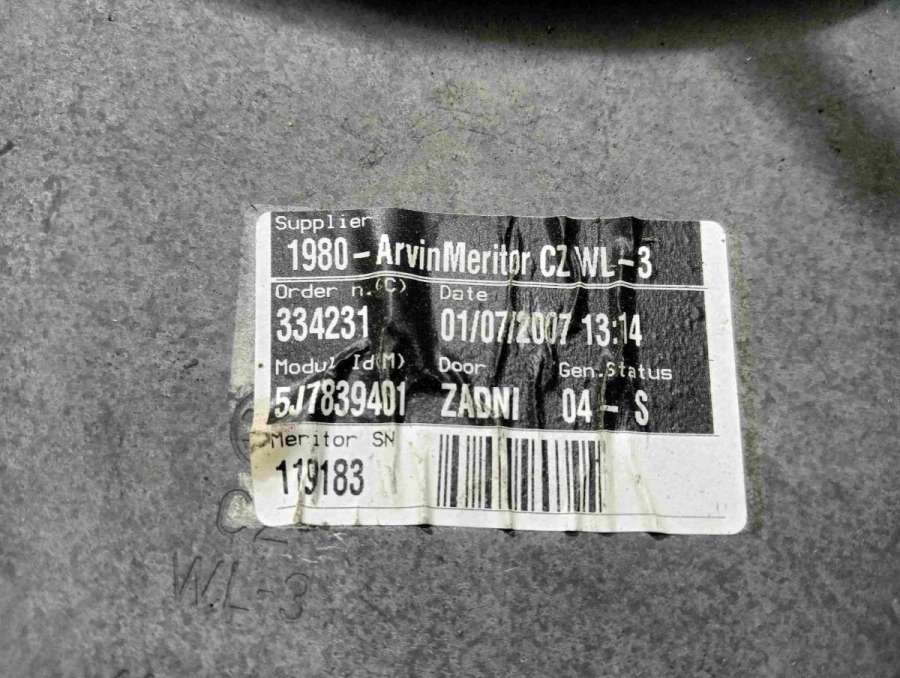 Supplier
1980-ArvinMeritor CZ WL-3
Order n.(C) Date
334231 01/07/2007 13:14
Modul Id(M) Door Gen.Status
5J7839401 ZADNI 04-S
Meritor SN
119183
CZ
WL-3